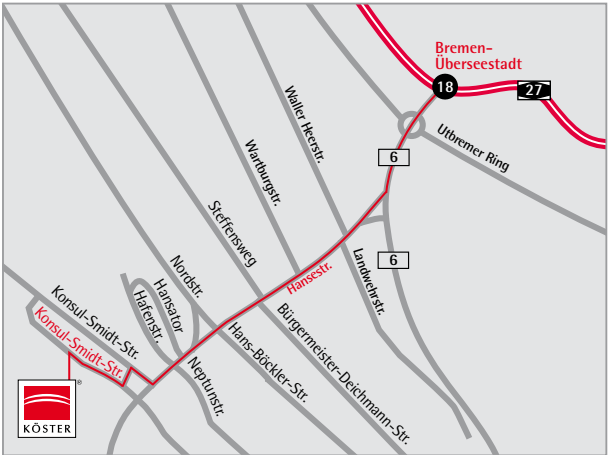 Bremen-
Überseestadt
18
27
Waller Heerstr.
Utbremer Ring
Wartburgstr.
6
Steffensweg
Nordstr.
6
Landwehrstr.
Hansestr.
Konsul-Smidt-Str.
Hansator
Hafenstr.
Konsul-Smidt-Str.
Bürgermeister-Deichmann-Str.
Hans-Böckler-Str.
Neptunstr.
®
KÖSTER